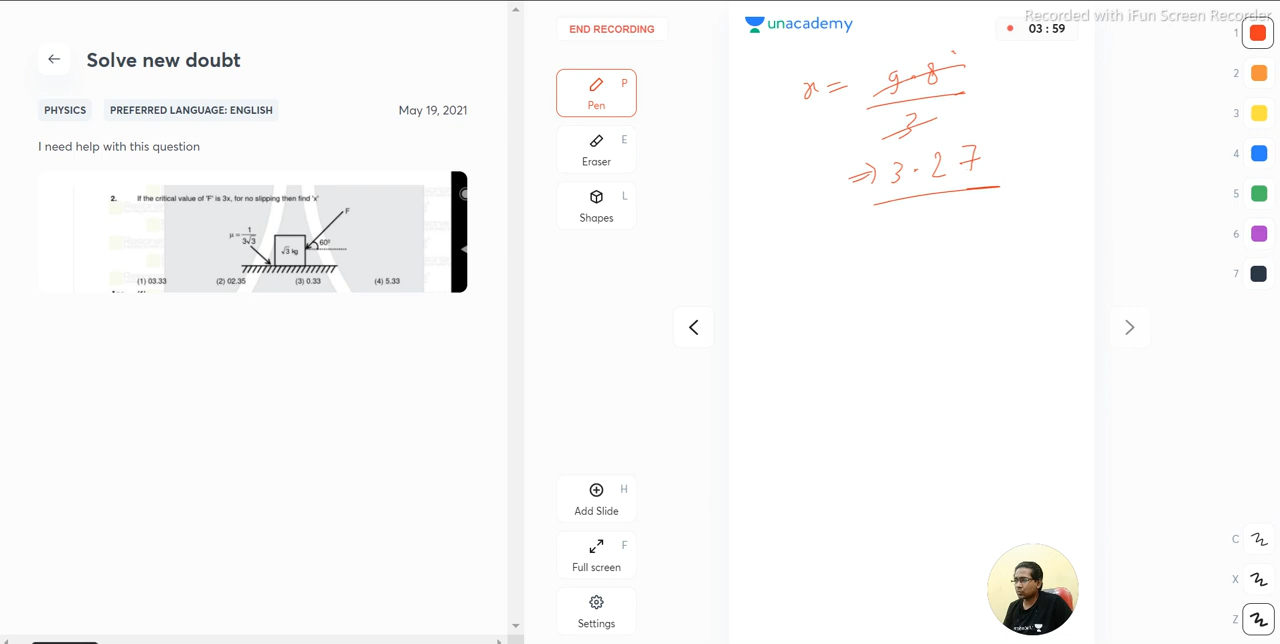 Recorded with iFun Screen Recorder
END RECORDING
unacademy
03 : 59
1
Solve new doubt
PHYSICS
PREFERRED LANGUAGE: ENGLISH
May 19, 2021
I need help with this question
2. If the critical value of 'F' is 3x, for no slipping then find 'x'
F
μ = 1/3√3
60º
√3 kg
(1) 03.33 (2) 02.35 (3) 0.33 (4) 5.33
P
Pen
E
Eraser
L
Shapes
x = 9.8/3
⇒ 3.27
2
3
4
5
6
7
H
Add Slide
F
Full screen
Settings
C
X
Z